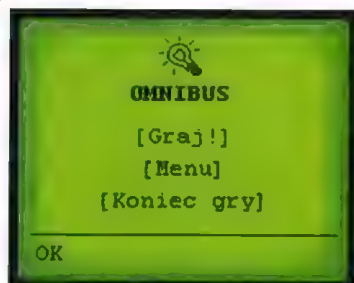 OMNIBUS
[Graj!]
[Menu]
[Koniec gry]
OK